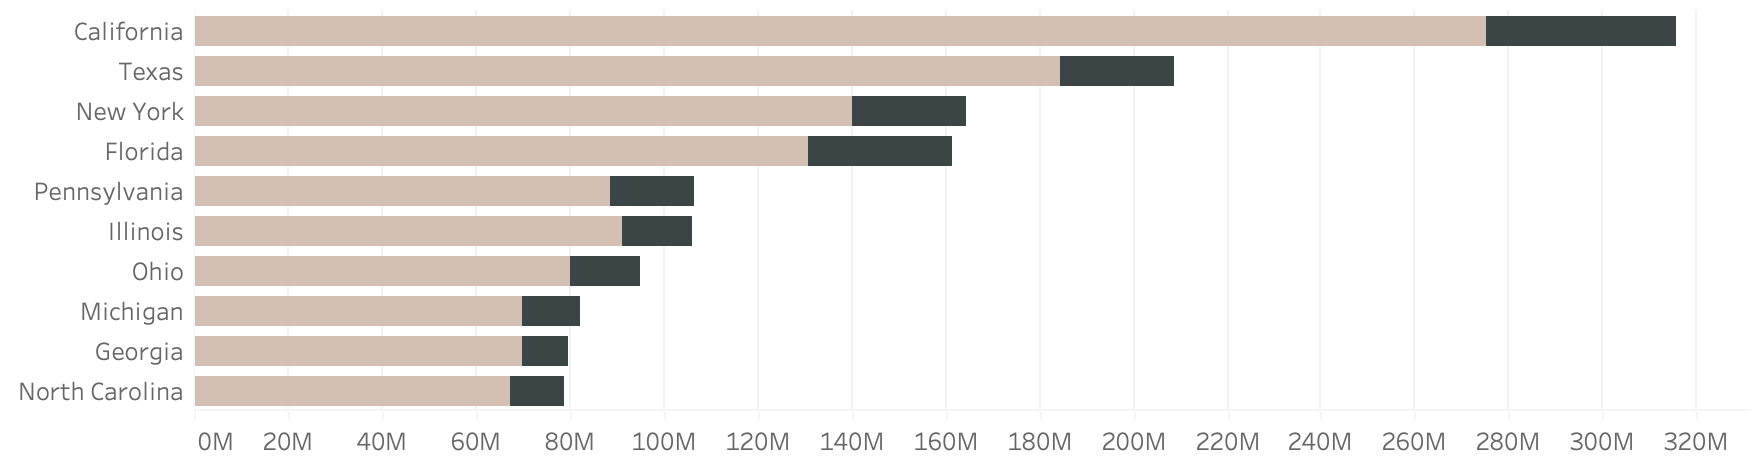 California
Texas
New York
Florida
Pennsylvania
Illinois
Ohio
Michigan
Georgia
North Carolina
0M 20M 40M 60M 80M 100M 120M 140M 160M 180M 200M 220M 240M 260M 280M 300M 320M